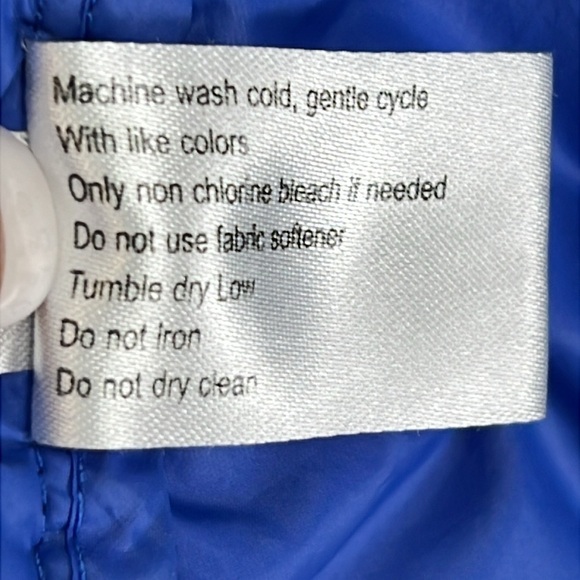 Machine wash cold, gentle cycle
With like colors
Only non chlorine bleach if needed
Do not use fabric softener
Tumble dry Low
Do not Iron
Do not dry clean